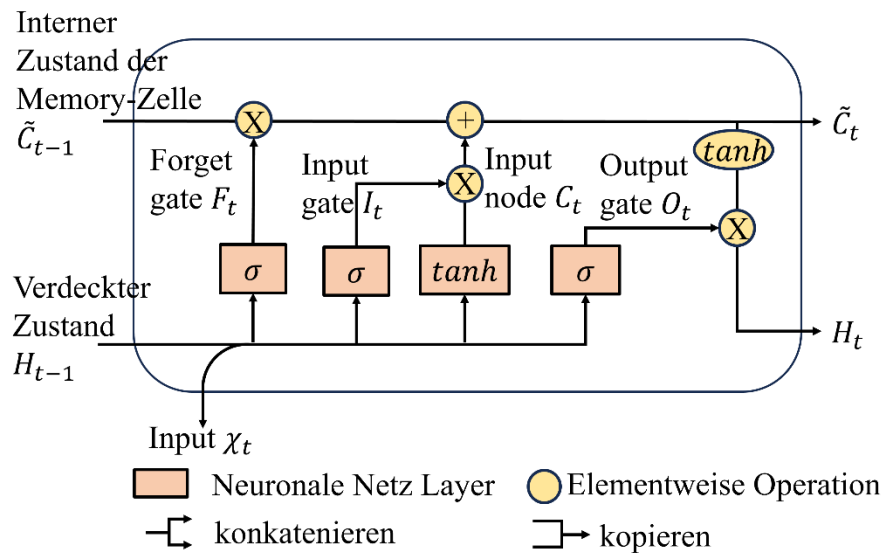 Interner
Zustand der
Memory-Zelle
C̃ₜ₋₁
X
+
C̃ₜ
tanh
Forget
gate Fₜ
Input
gate Iₜ
X
Input
node Cₜ
Output
gate Oₜ
X
σ
σ
tanh
σ
Verdeckter
Zustand
Hₜ₋₁
Hₜ
Input χₜ
Neuronale Netz Layer
Elementweise Operation
konkatenieren
kopieren